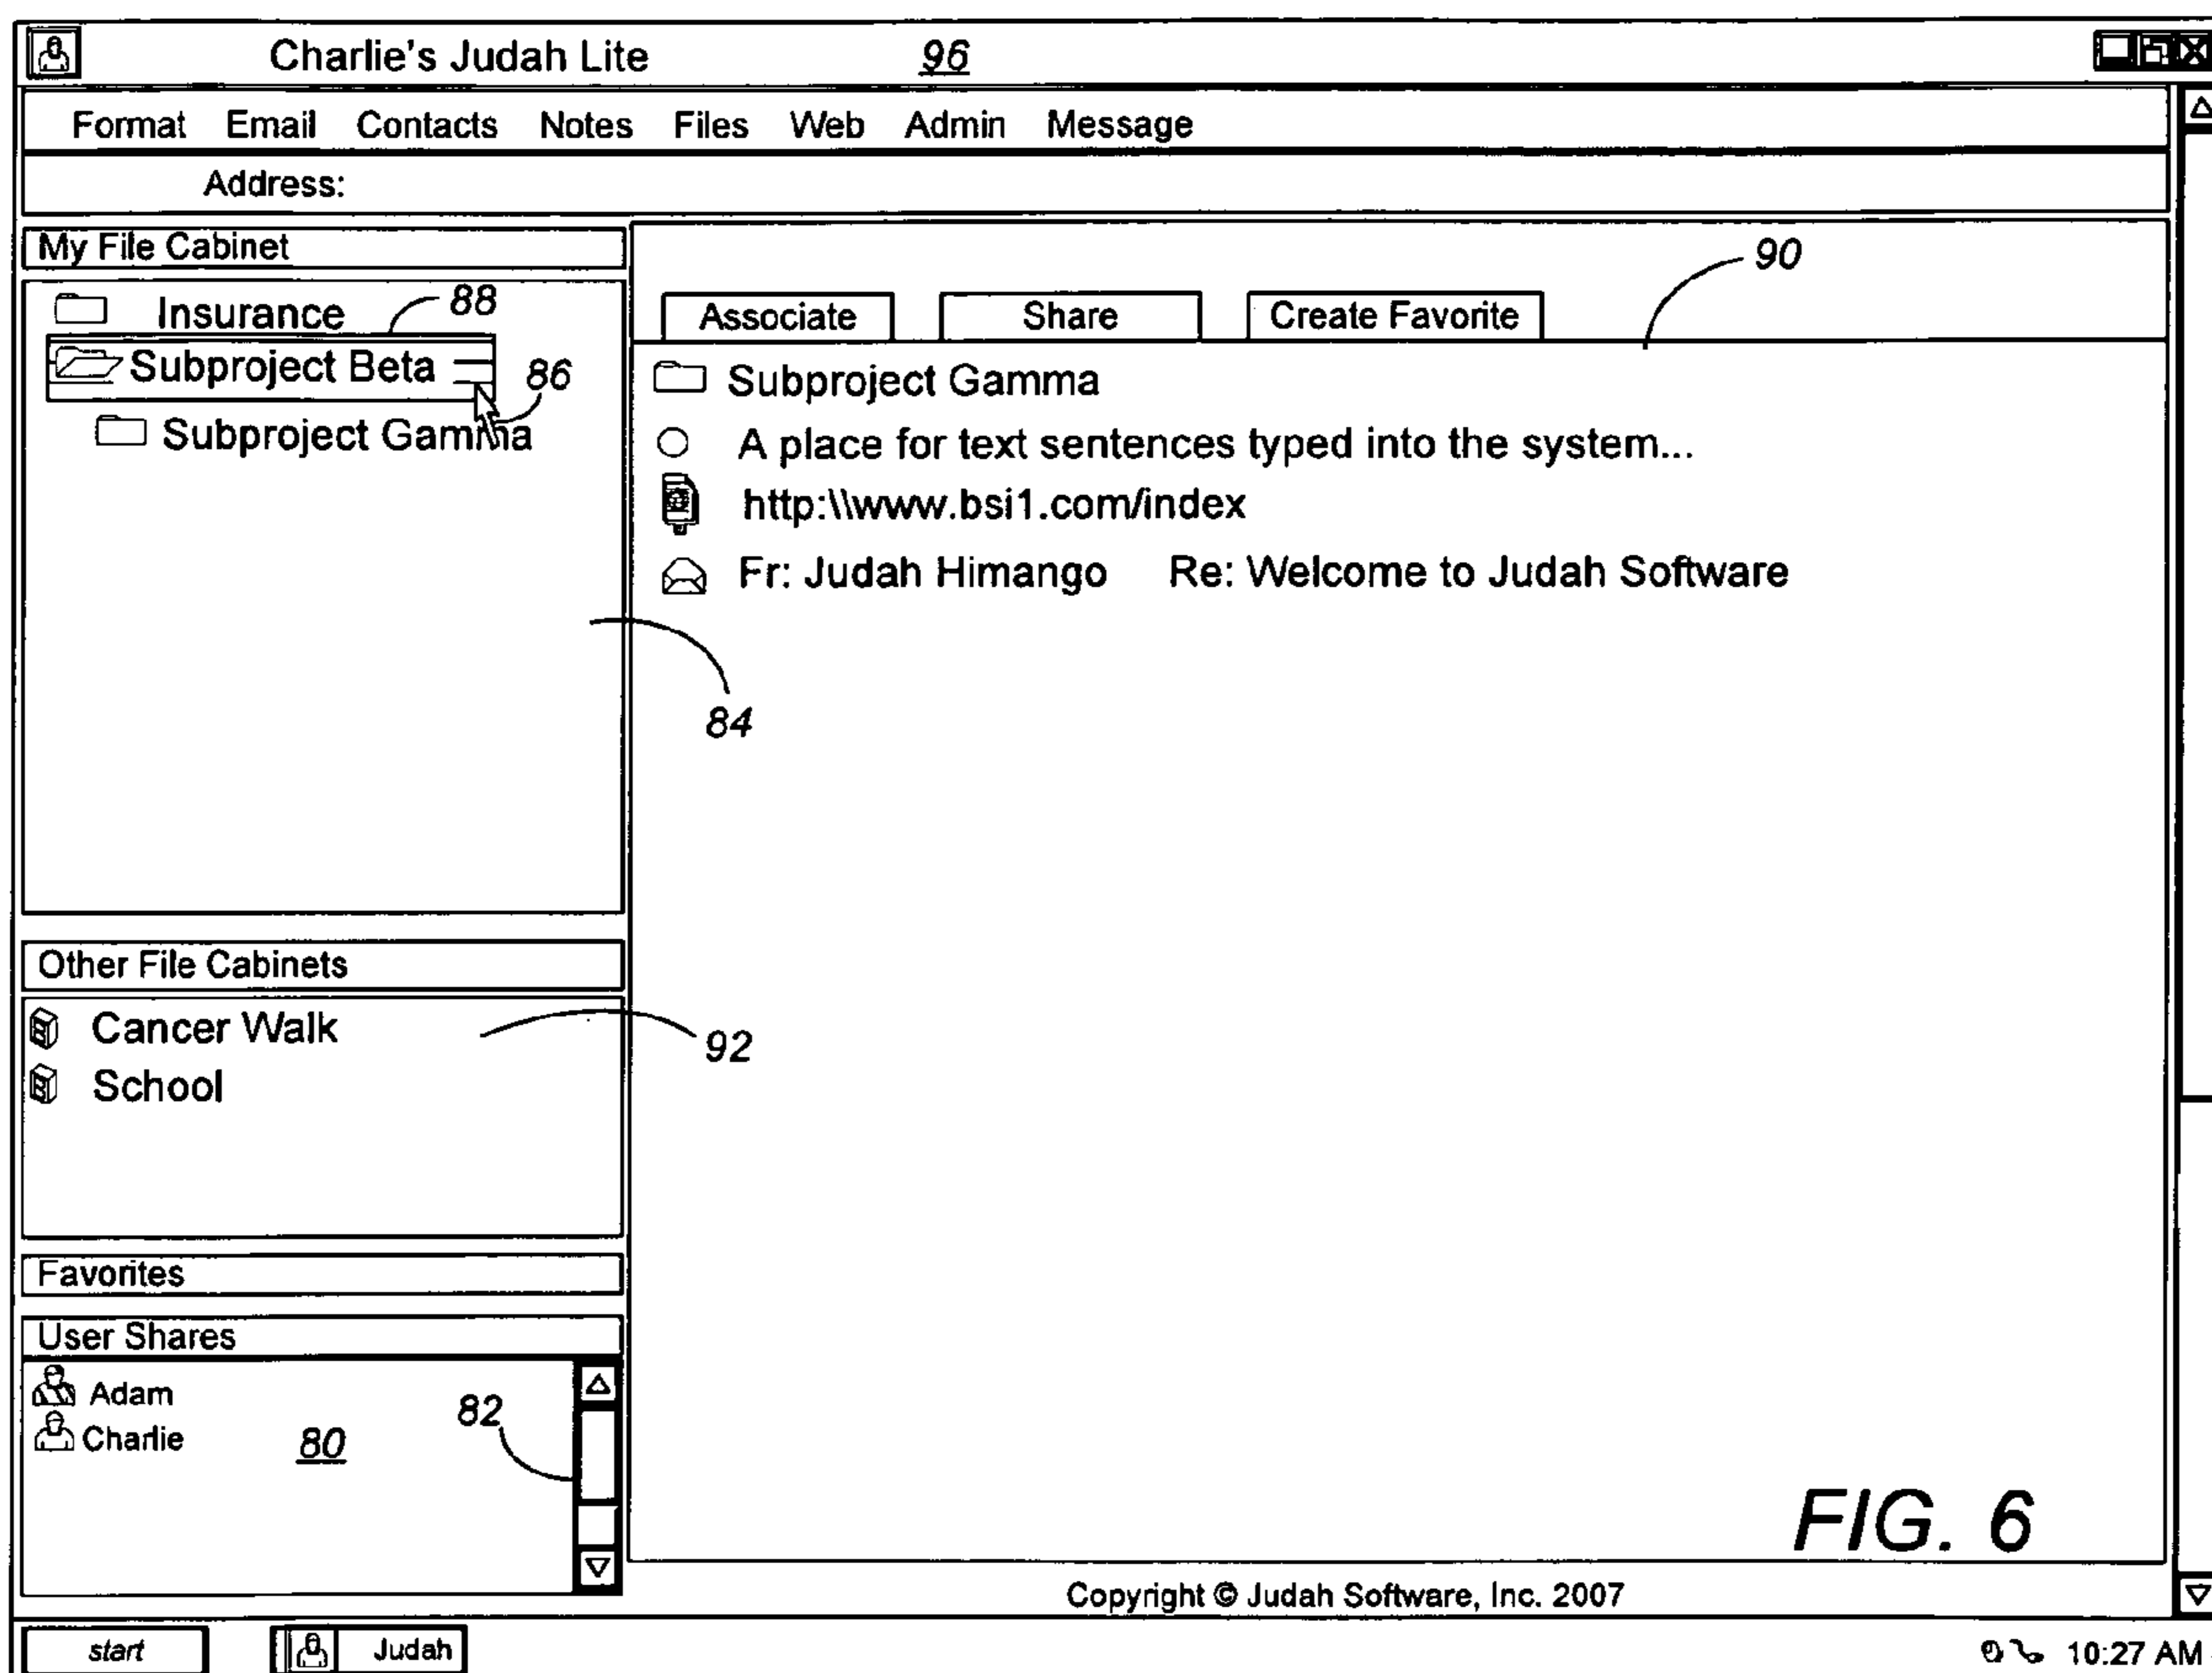 Charlie's Judah Lite 96
Format Email Contacts Notes Files Web Admin Message
Address:
My File Cabinet
90
Insurance
88
Associate
Share
Create Favorite
Subproject Beta
86
Subproject Gamma
Subproject Gamma
A place for text sentences typed into the system...
http:\\www.bsi1.com/index
Fr: Judah Himango Re: Welcome to Judah Software
84
Other File Cabinets
Cancer Walk
92
School
Favorites
User Shares
Adam
82
Charlie
80
FIG. 6
Copyright © Judah Software, Inc. 2007
start
Judah
10:27 AM